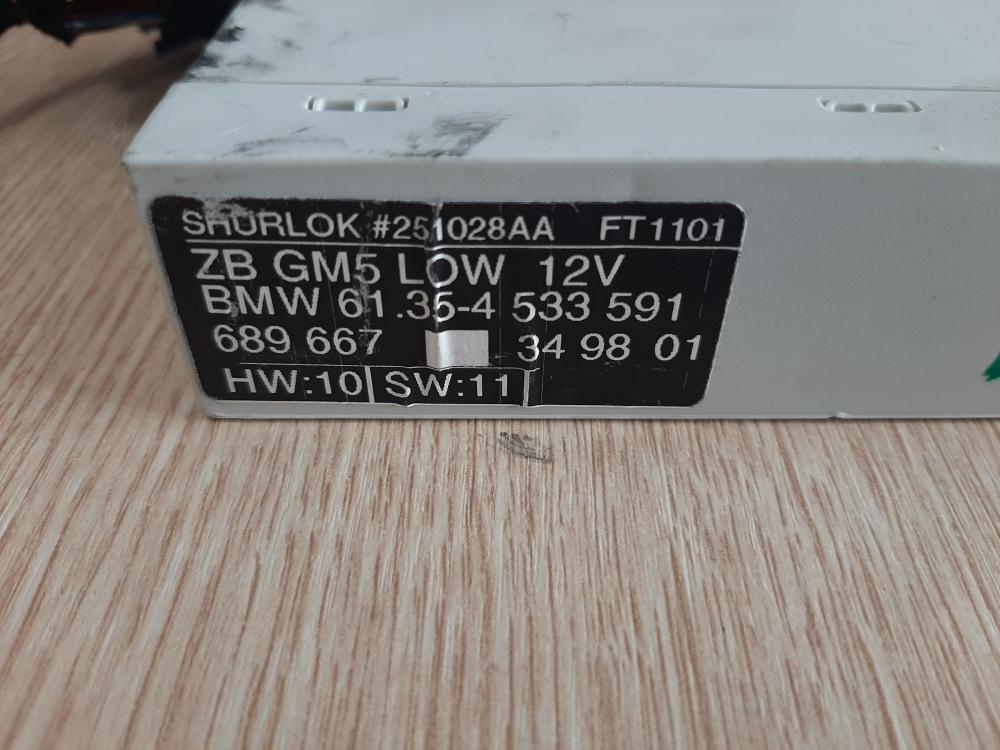 SHURLOK #251028AA FT1101
ZB GM5 LOW 12V
BMW 61.35-4 533 591
689 667 34 98 01
HW:10 SW:11